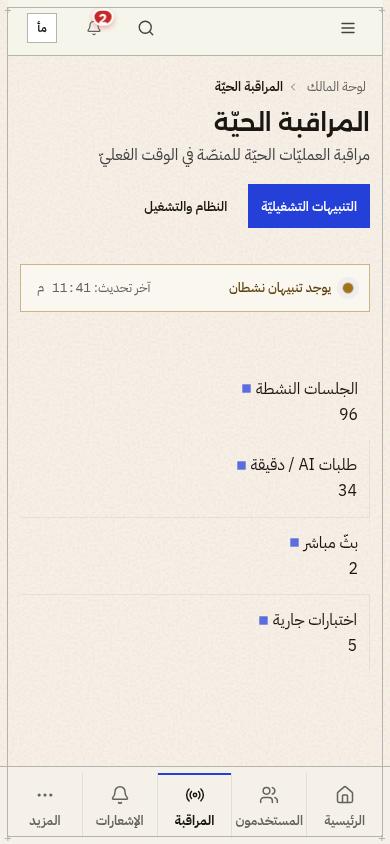 مأ
2
لوحة المالك › المراقبة الحيّة
المراقبة الحيّة
مراقبة العمليّات الحيّة للمنصّة في الوقت الفعليّ
التنبيهات التشغيليّة
النظام والتشغيل
يوجد تنبيهان نشطان
آخر تحديث: 11:41 م
الجلسات النشطة
96
طلبات AI / دقيقة
34
بثّ مباشر
2
اختبارات جارية
5
الرئيسية
المستخدمون
المراقبة
الإشعارات
المزيد